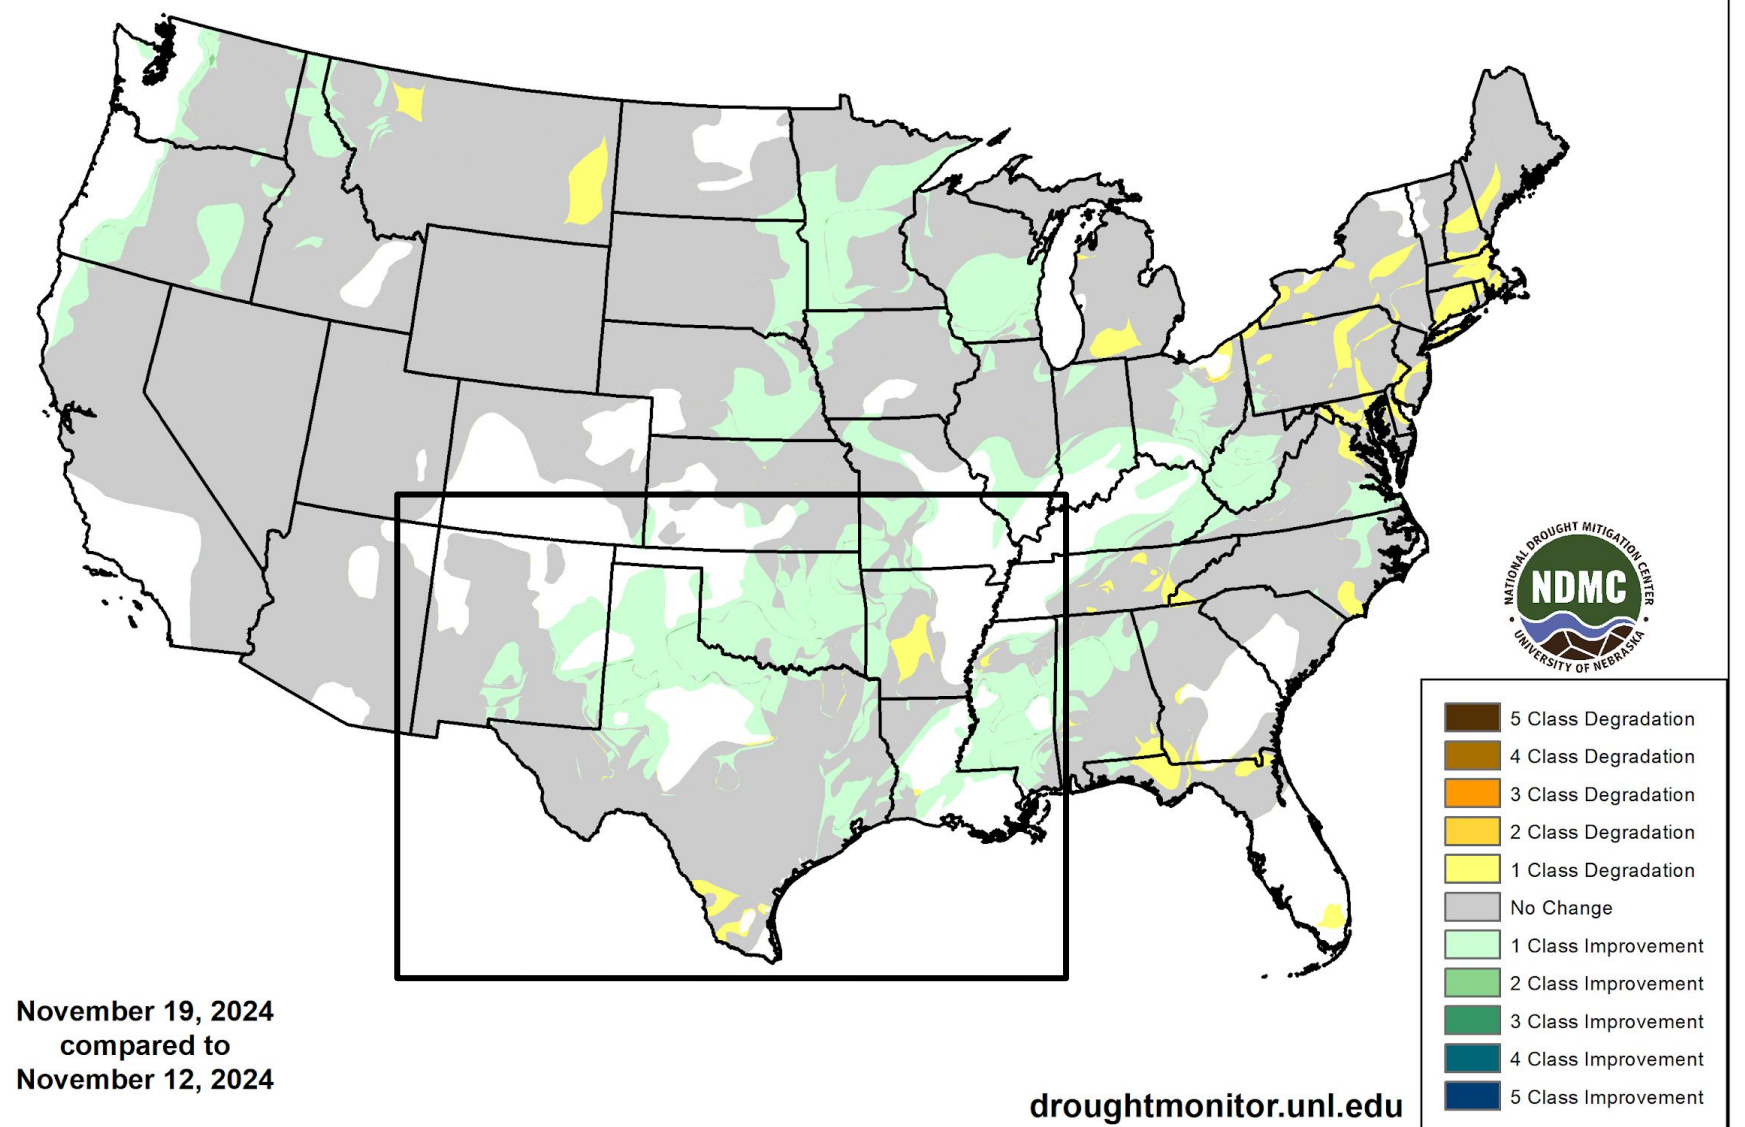 NATIONAL DROUGHT MITIGATION CENTER
NDMC
UNIVERSITY OF NEBRASKA
5 Class Degradation
4 Class Degradation
3 Class Degradation
2 Class Degradation
1 Class Degradation
No Change
1 Class Improvement
2 Class Improvement
3 Class Improvement
4 Class Improvement
5 Class Improvement
November 19, 2024
compared to
November 12, 2024
droughtmonitor.unl.edu